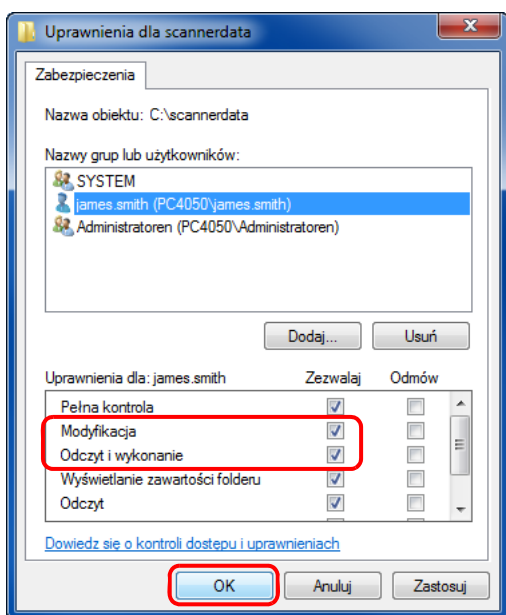 Uprawnienia dla scannerdata
Zabezpieczenia
Nazwa obiektu: C:\scannerdata
Nazwy grup lub użytkowników:
SYSTEM
james.smith (PC4050\james.smith)
Administratoren (PC4050\Administratoren)
Dodaj... Usuń
Uprawnienia dla: james.smith Zezwalaj Odmów
Pełna kontrola
Modyfikacja
Odczyt i wykonanie
Wyświetlanie zawartości folderu
Odczyt
Dowiedz się o kontroli dostępu i uprawnieniach
OK Anuluj Zastosuj